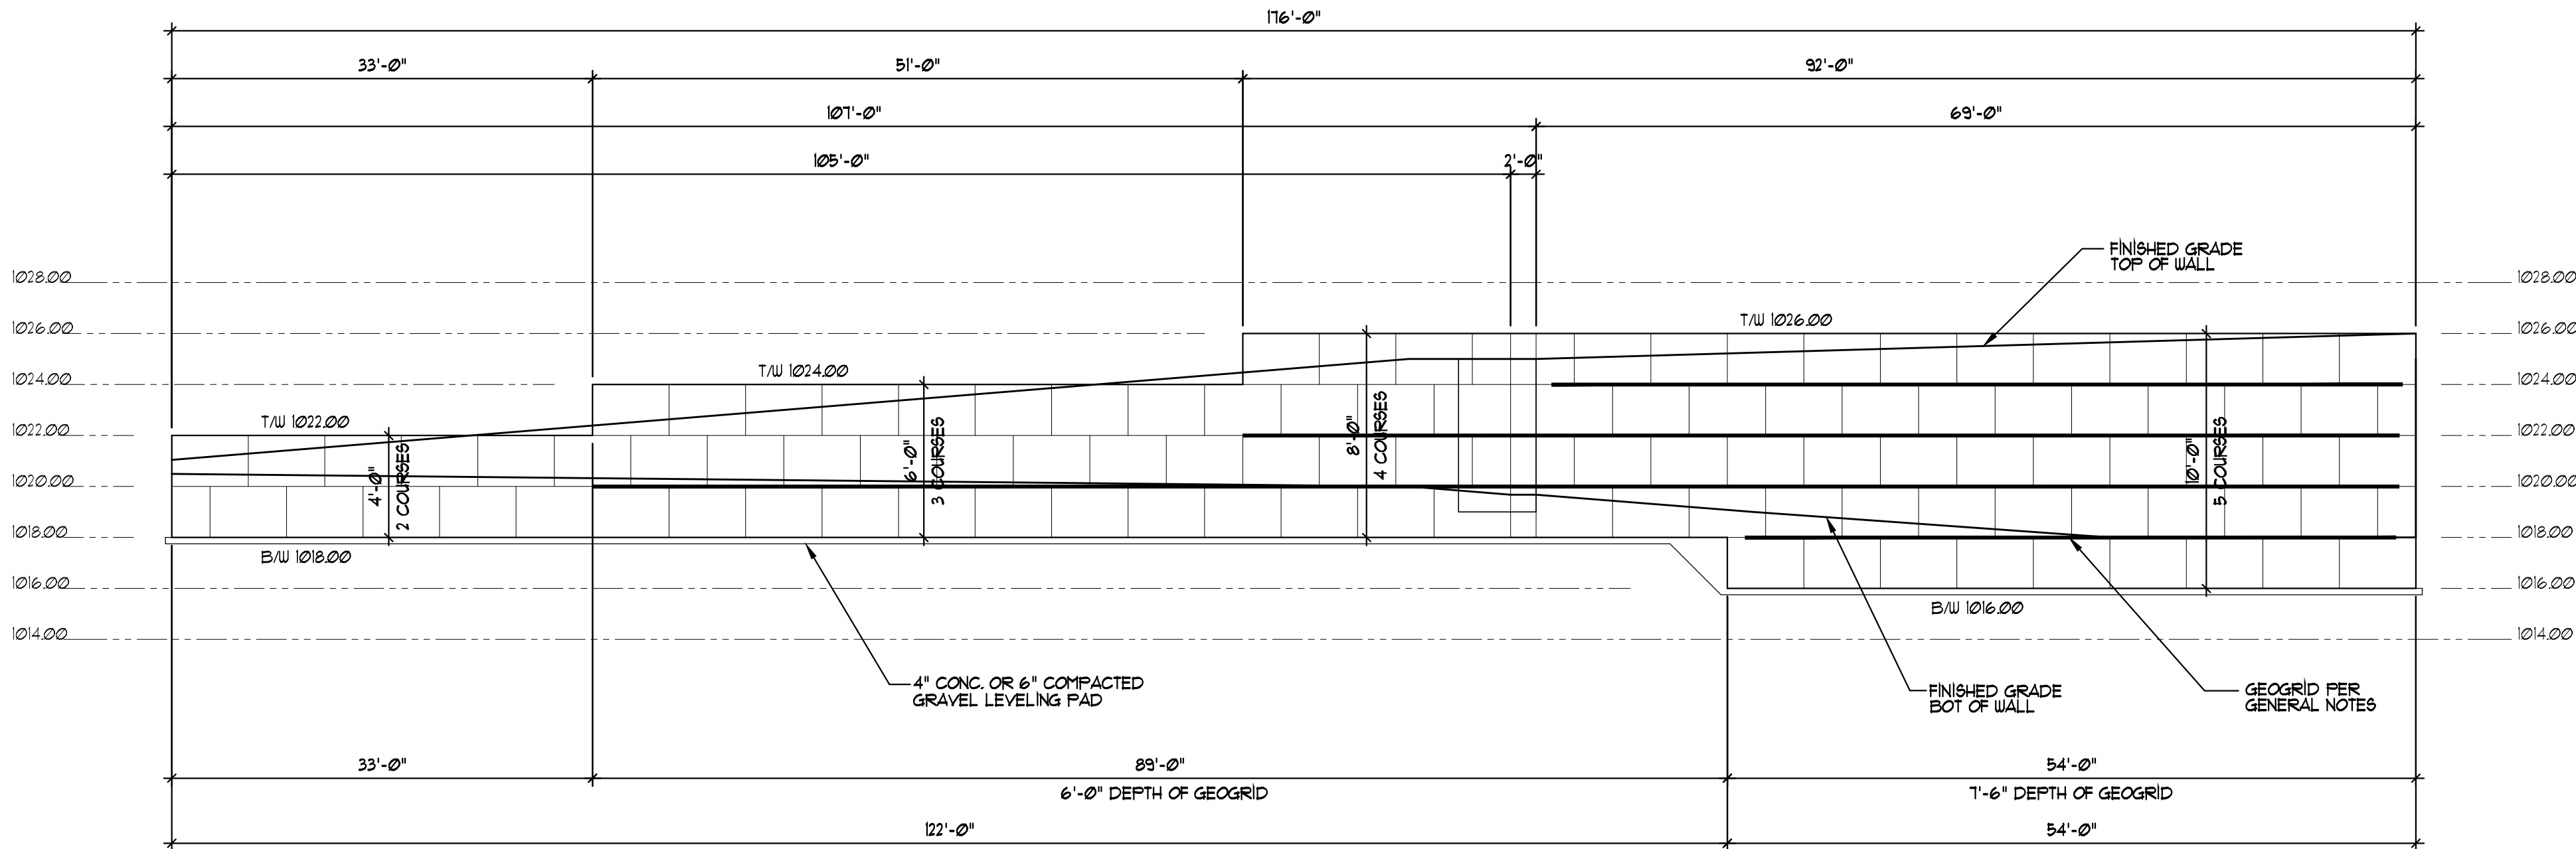 176'-0"
33'-0"
51'-0"
92'-0"
107'-0"
69'-0"
105'-0"
2'-0"
FINISHED GRADE
TOP OF WALL
1028.00
1028.00
1026.00
T/W 1026.00
1026.00
1024.00
T/W 1024.00
1024.00
1022.00
T/W 1022.00
1022.00
4'-0"
2 COURSES
6'-0"
3 COURSES
8'-0"
4 COURSES
10'-0"
5 COURSES
1020.00
1020.00
1018.00
B/W 1018.00
1018.00
1016.00
B/W 1016.00
1016.00
1014.00
1014.00
4" CONC. OR 6" COMPACTED
GRAVEL LEVELING PAD
FINISHED GRADE
BOT OF WALL
GEOGRID PER
GENERAL NOTES
33'-0"
89'-0"
54'-0"
6'-0" DEPTH OF GEOGRID
7'-6" DEPTH OF GEOGRID
122'-0"
54'-0"